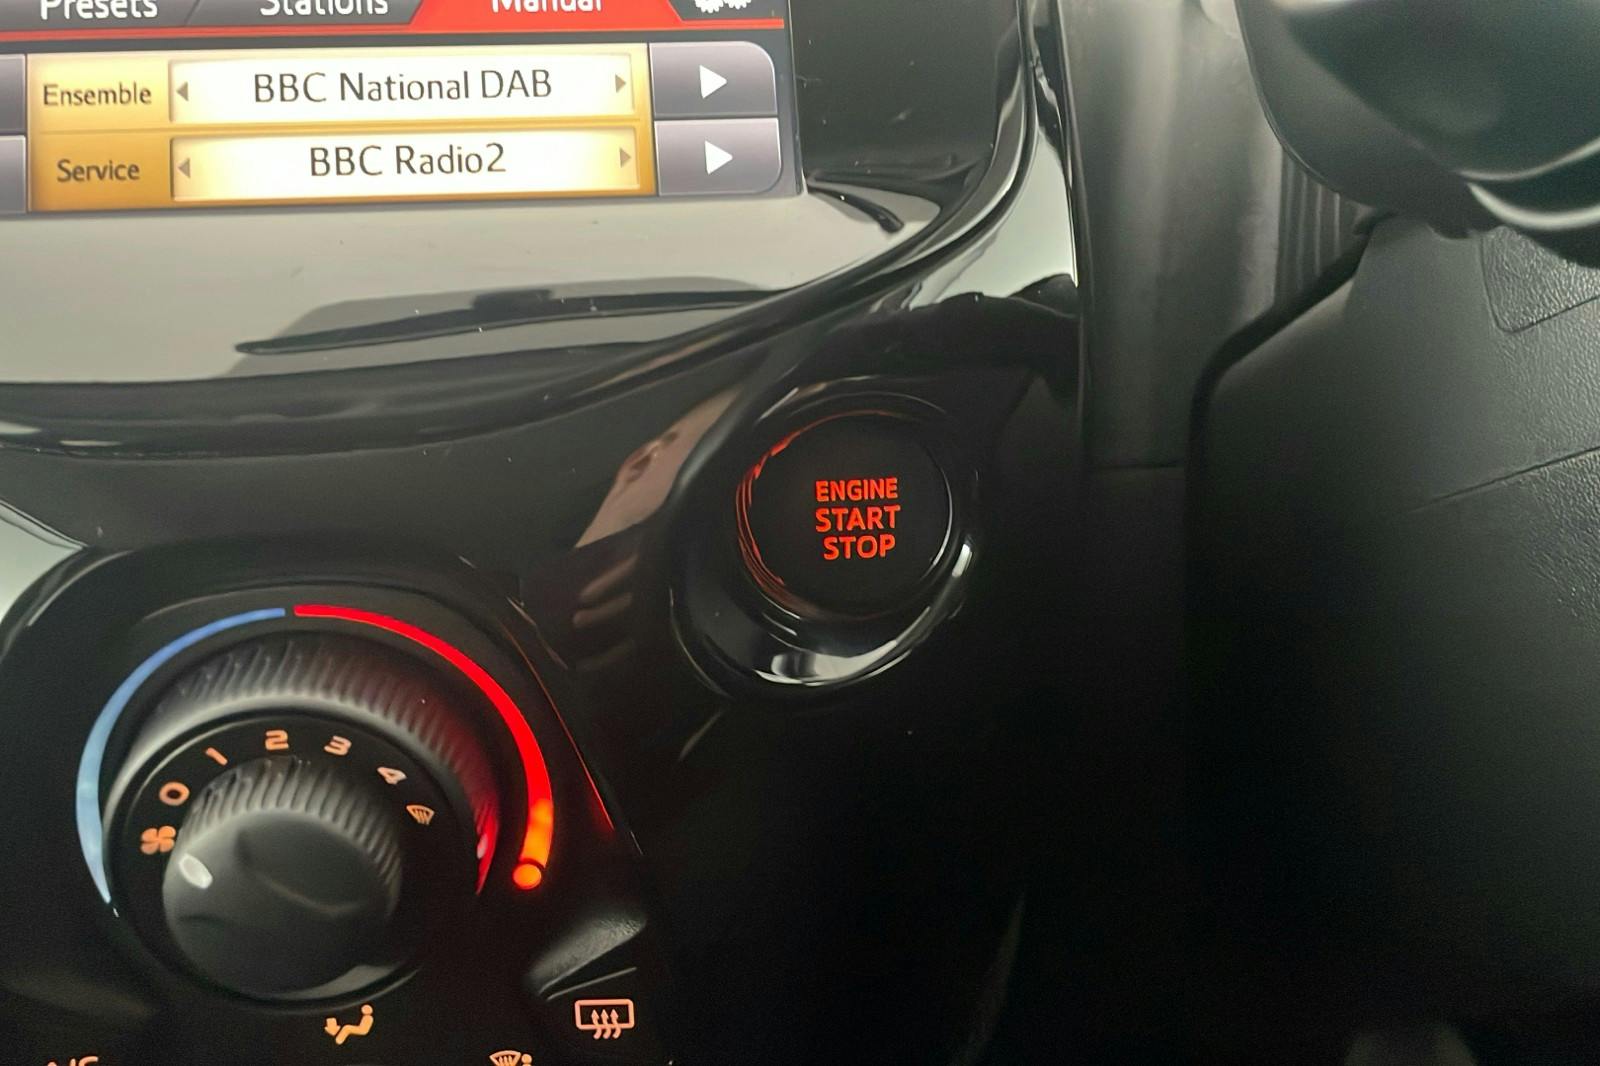 Presets Stations Manual
Ensemble BBC National DAB
Service BBC Radio2
ENGINE
START
STOP
0 1 2 3 4